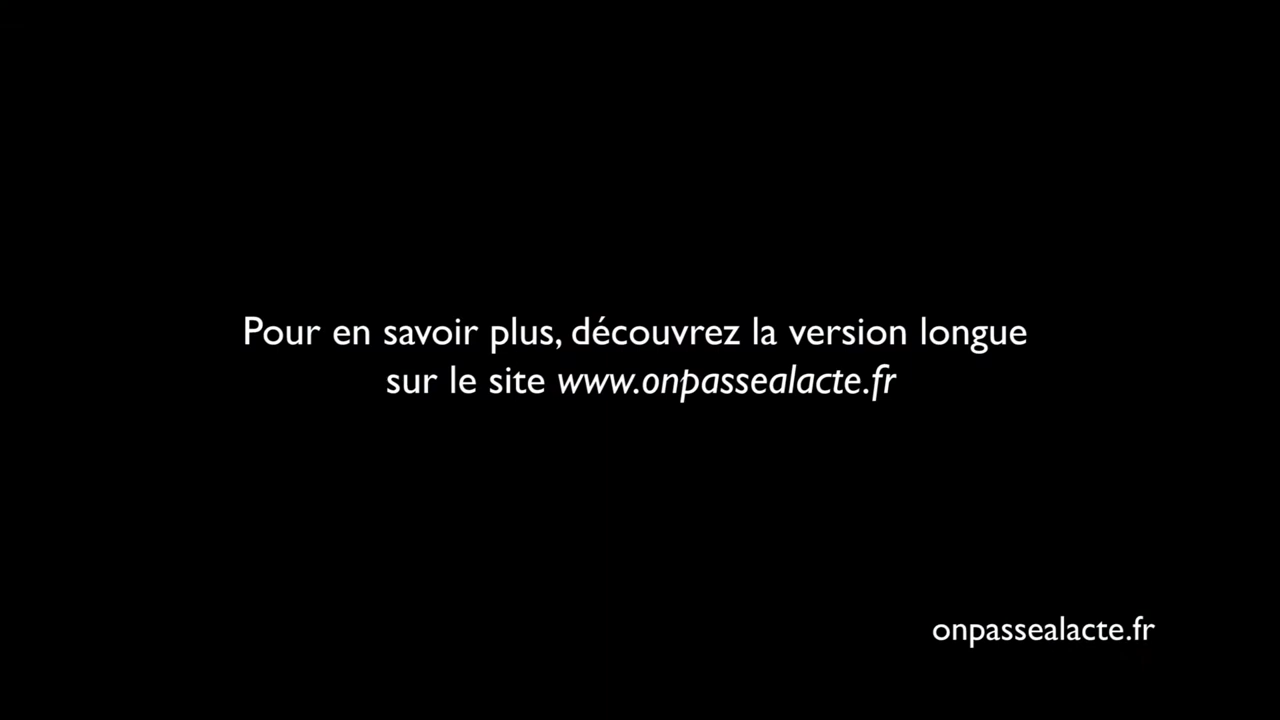 Pour en savoir plus, découvrez la version longue
sur le site www.onpassealacte.fr
onpassealacte.fr